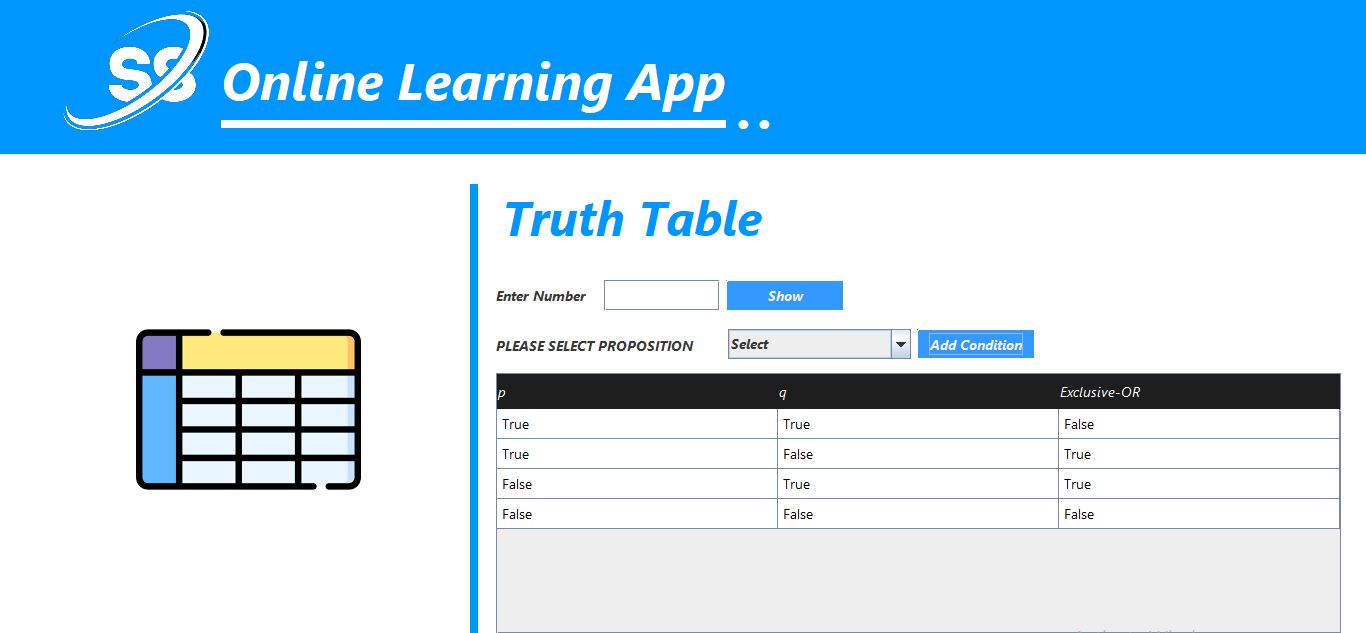 SS
Online Learning App
Truth Table
Enter Number Show
PLEASE SELECT PROPOSITION Select Add Condition
p q Exclusive-OR
True True False
True False True
False True True
False False False